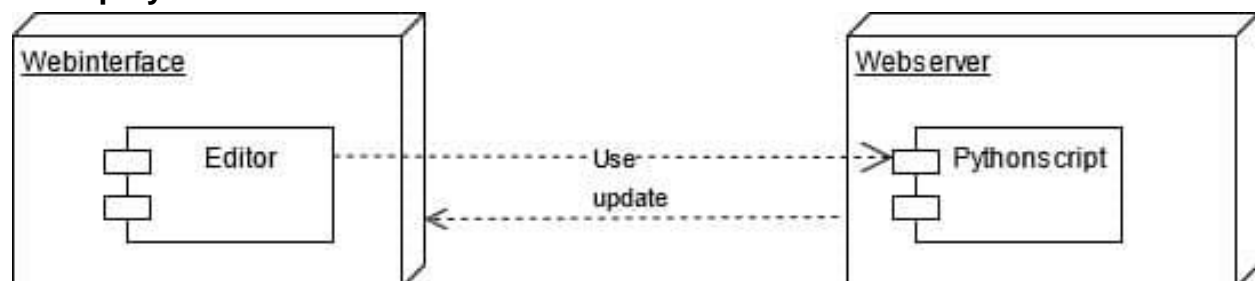 Webinterface
Webserver
Editor
Use
Pythonscript
update